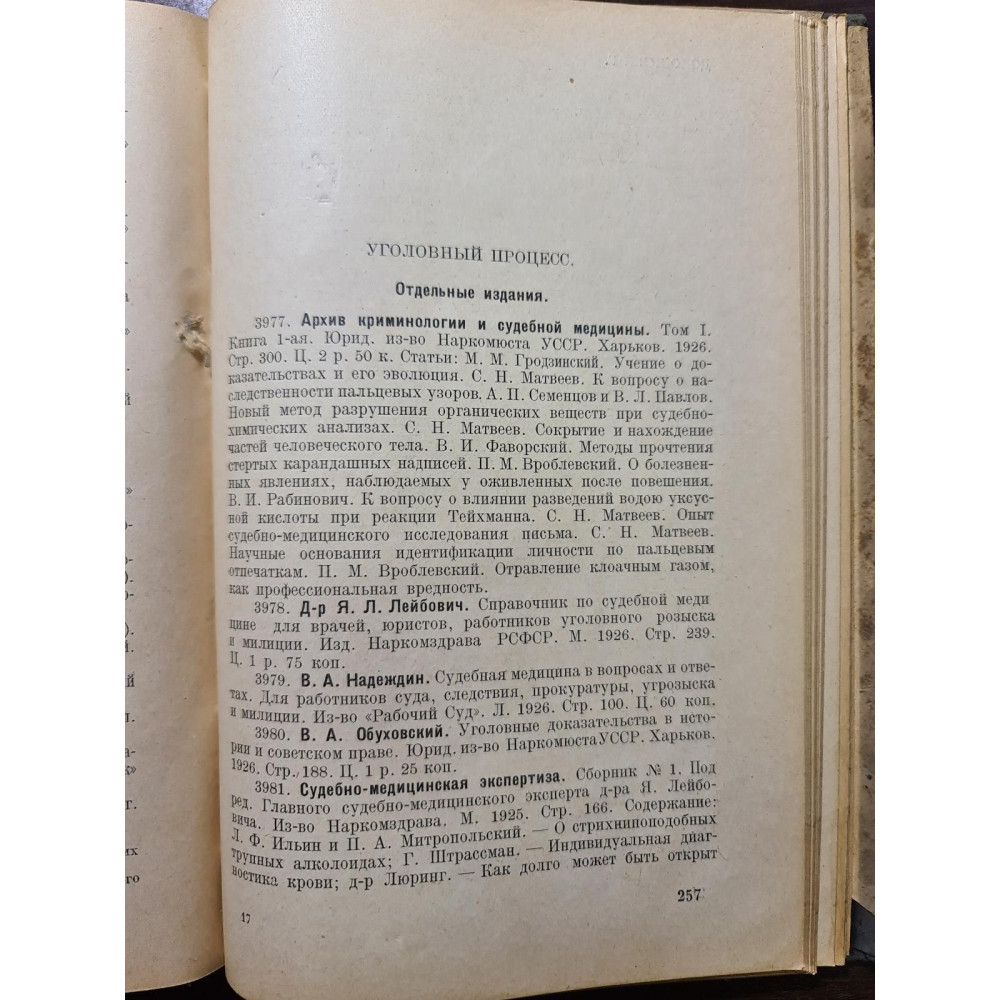 УГОЛОВНЫЙ ПРОЦЕСС.
Отдельные издания.
3977. Архив криминологии и судебной медицины. Том I.
Книга 1-ая. Юрид. из-во Наркомюста УССР. Харьков. 1926.
Стр. 300. Ц. 2 р. 50 к. Статьи: М. М. Гродзинский. Учение о до-
казательствах и его эволюция. С. Н. Матвеев. К вопросу о на-
следственности пальцевых узоров. А. П. Семенцов и В. Л. Павлов.
Новый метод разрушения органических веществ при судебно-
химических анализах. С. Н. Матвеев. Сокрытие и нахождение
частей человеческого тела. В. И. Фаворский. Методы прочтения
стертых карандашных надписей. П. М. Вроблевский. О болезнен-
ных явлениях, наблюдаемых у оживленных после повешения.
В. И. Рабинович. К вопросу о влиянии разведений водою уксус-
ной кислоты при реакции Тейхманна. С. Н. Матвеев. Опыт
судебно-медицинского исследования письма. С. Н. Матвеев.
Научные основания идентификации личности по пальцевым
отпечаткам. П. М. Вроблевский. Отравление клоачным газом,
как профессиональная вредность.
3978. Д-р Я. Л. Лейбович. Справочник по судебной меди
цине для врачей, юристов, работников уголовного розыска
и милиции. Изд. Наркомздрава РСФСР. М. 1926. Стр. 239.
Ц. 1 р. 75 коп.
3979. В. А. Надеждин. Судебная медицина в вопросах и отве-
тах. Для работников суда, следствия, прокуратуры, угрозыска
и милиции. Из-во «Рабочий Суд». Л. 1926. Стр. 100. Ц. 60 коп.
3980. В. А. Обуховский. Уголовные доказательства в исто-
рии и советском праве. Юрид. из-во Наркомюста УССР. Харьков.
1926. Стр. 188. Ц. 1 р. 25 коп.
3981. Судебно-медицинская экспертиза. Сборник № 1. Под
ред. Главного судебно-медицинского эксперта д-ра Я. Лейбо-
вича. Из-во Наркомздрава. М. 1925. Стр. 166. Содержание:
Л. Ф. Ильин и П. А. Митропольский. — О стрихниноподобных
трупных алколоидах; Г. Штрассман. — Индивидуальная диаг-
ностика крови; д-р Люринг. — Как долго может быть открыт
257
17